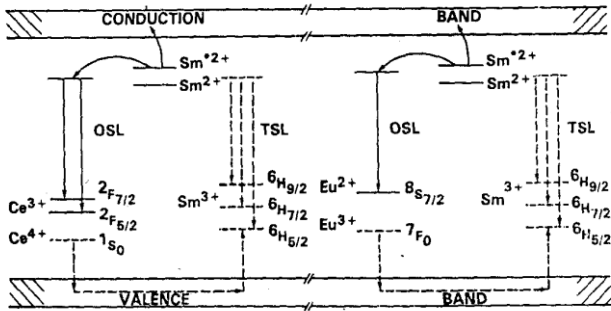 CONDUCTION BAND
Sm*2+ Sm*2+
Sm2+ Sm2+
OSL TSL OSL TSL
2F7/2 6H9/2 Eu2+ 8S7/2 6H9/2
Ce3+ Sm3+ 6H7/2 Sm3+ 6H7/2
2F5/2
Ce4+ 1S0 6H5/2 Eu3+ 7F0 6H5/2
VALENCE BAND